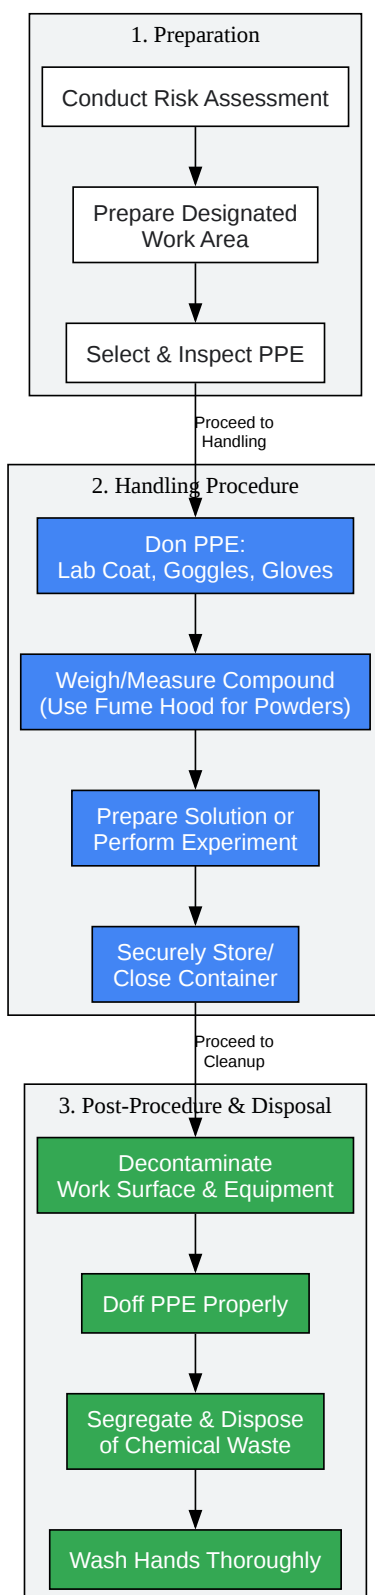 1. Preparation
Conduct Risk Assessment
Prepare Designated
Work Area
Select & Inspect PPE
Proceed to
Handling
2. Handling Procedure
Don PPE:
Lab Coat, Goggles, Gloves
Weigh/Measure Compound
(Use Fume Hood for Powders)
Prepare Solution or
Perform Experiment
Securely Store/
Close Container
Proceed to
Cleanup
3. Post-Procedure & Disposal
Decontaminate
Work Surface & Equipment
Doff PPE Properly
Segregate & Dispose
of Chemical Waste
Wash Hands Thoroughly